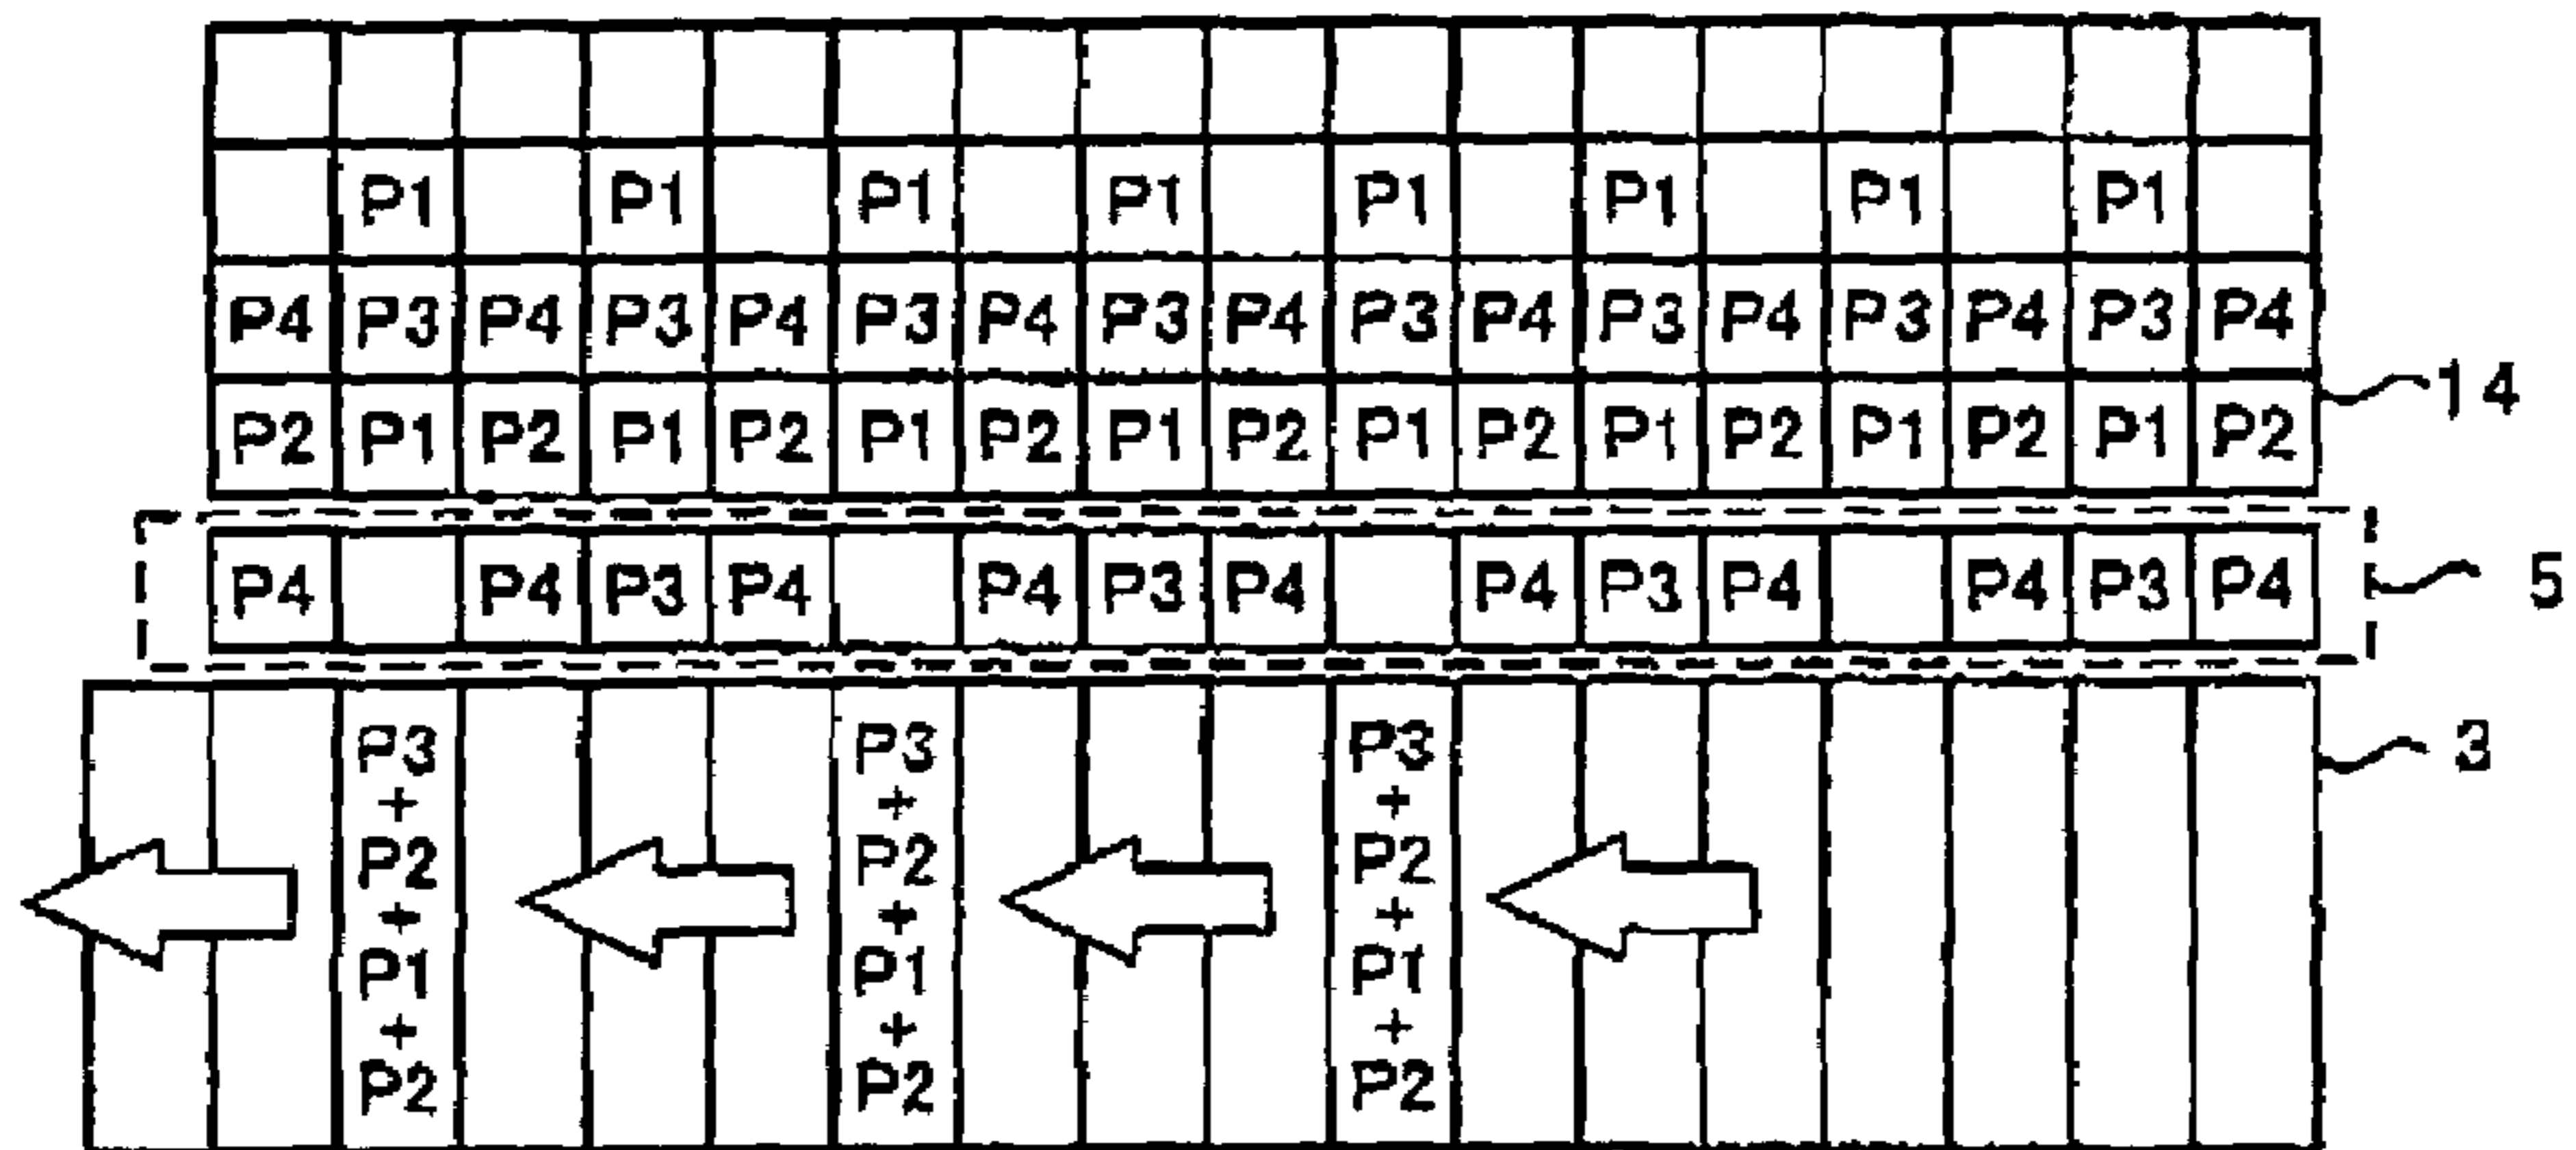 P1 P1 P1 P1 P1 P1 P1 P1
P4 P3 P4 P3 P4 P3 P4 P3 P4 P3 P4 P3 P4 P3 P4 P3 P4
14
P2 P1 P2 P1 P2 P1 P2 P1 P2 P1 P2 P1 P2 P1 P2 P1 P2
P4 P4 P3 P4 P4 P3 P4 P4 P3 P4 P4 P3 P4
5
P3 P3 P3
3
+ + +
P2 P2 P2
+ + +
P1 P1 P1
+ + +
P2 P2 P2